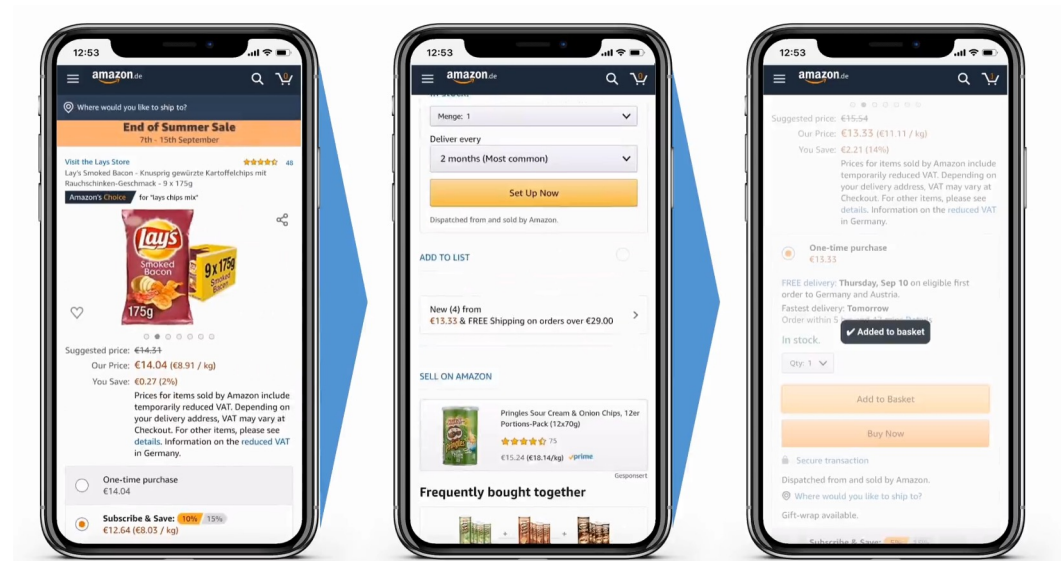 12:53
amazon.de
0
Where would you like to ship to?
End of Summer Sale
7th - 15th September
Visit the Lays Store
48
Lay's Smoked Bacon - Knusprig gewürzte Kartoffelchips mit
Rauchschinken-Geschmack - 9 x 175g
Amazon's Choice for "lays chips mix"
Lay's
Smoked
Bacon
175g
9x175g
Smoked
Bacon
Suggested price: €14.31
Our Price: €14.04 (€8.91 / kg)
You Save: €0.27 (2%)
Prices for items sold by Amazon include
temporarily reduced VAT. Depending on
your delivery address, VAT may vary at
Checkout. For other items, please see
details. Information on the reduced VAT
in Germany.
One-time purchase
€14.04
Subscribe & Save: 10% 15%
€12.64 (€8.03 / kg)
12:53
amazon.de
0
In stock.
Menge: 1
Deliver every
2 months (Most common)
Set Up Now
Dispatched from and sold by Amazon.
ADD TO LIST
New (4) from
€13.33 & FREE Shipping on orders over €29.00
SELL ON AMAZON
Pringles Sour Cream & Onion Chips, 12er
Portions-Pack (12x70g)
75
€15.24 (€18.14/kg) prime
Gesponsert
Frequently bought together
+ +
12:53
amazon.de
1
Suggested price: €15.54
Our Price: €13.33 (€11.11 / kg)
You Save: €2.21 (14%)
Prices for items sold by Amazon include
temporarily reduced VAT. Depending on
your delivery address, VAT may vary at
Checkout. For other items, please see
details. Information on the reduced VAT
in Germany.
One-time purchase
€13.33
FREE delivery: Thursday, Sep 10 on eligible first
order to Germany and Austria.
Fastest delivery: Tomorrow
Order within 5
✔ Added to basket
In stock.
Qty: 1
Add to Basket
Buy Now
Secure transaction
Dispatched from and sold by Amazon.
Where would you like to ship to?
Gift-wrap available.
Subscribe & Save: